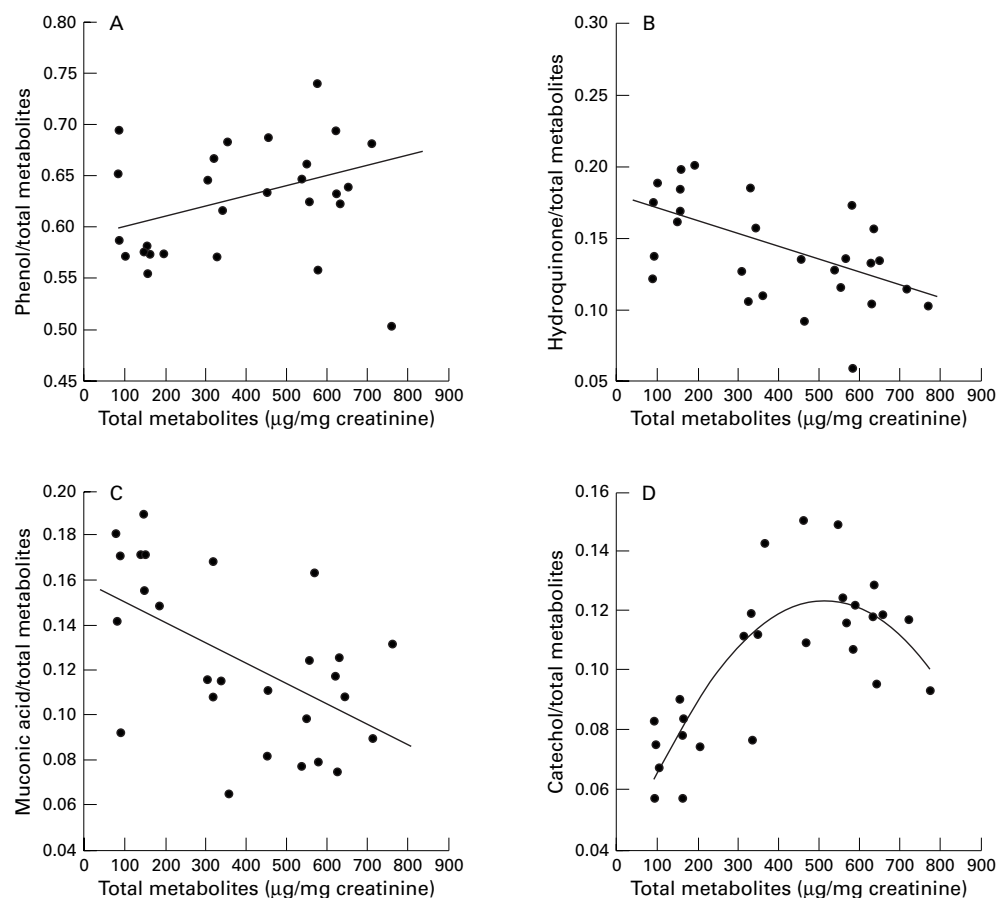 A
Phenol/total metabolites
0.80
0.75
0.70
0.65
0.60
0.55
0.50
0.45
0 100 200 300 400 500 600 700 800 900
Total metabolites (μg/mg creatinine)
B
Hydroquinone/total metabolites
0.30
0.25
0.20
0.15
0.10
0.05
0 100 200 300 400 500 600 700 800 900
Total metabolites (μg/mg creatinine)
C
Muconic acid/total metabolites
0.20
0.18
0.16
0.14
0.12
0.10
0.08
0.06
0.04
0 100 200 300 400 500 600 700 800 900
Total metabolites (μg/mg creatinine)
D
Catechol/total metabolites
0.16
0.14
0.12
0.10
0.08
0.06
0.04
0 100 200 300 400 500 600 700 800 900
Total metabolites (μg/mg creatinine)